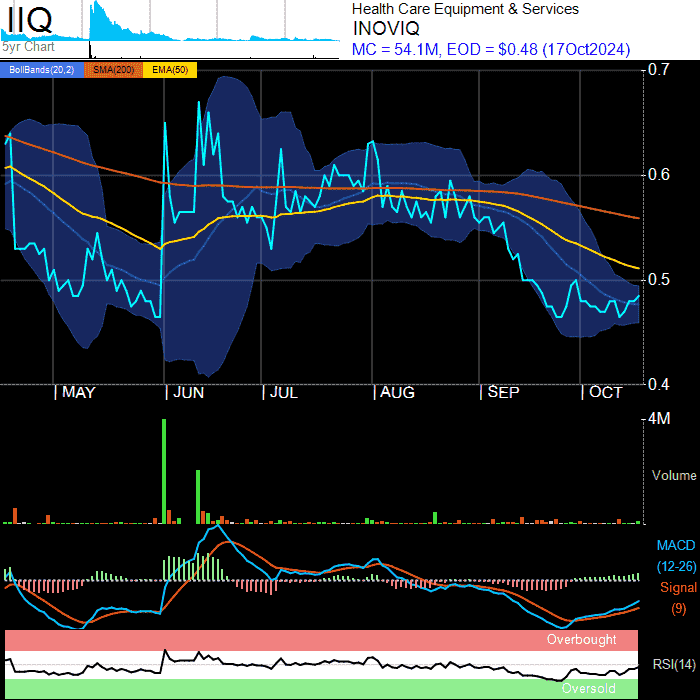 IIQ
5yr Chart
Health Care Equipment & Services
INOVIQ
MC = 54.1M, EOD = $0.48 (17Oct2024)
BollBands(20,2) SMA(200) EMA(50)
0.7
0.6
0.5
0.4
MAY JUN JUL AUG SEP OCT
4M
Volume
MACD
(12-26)
Signal
(9)
Overbought
RSI(14)
Oversold